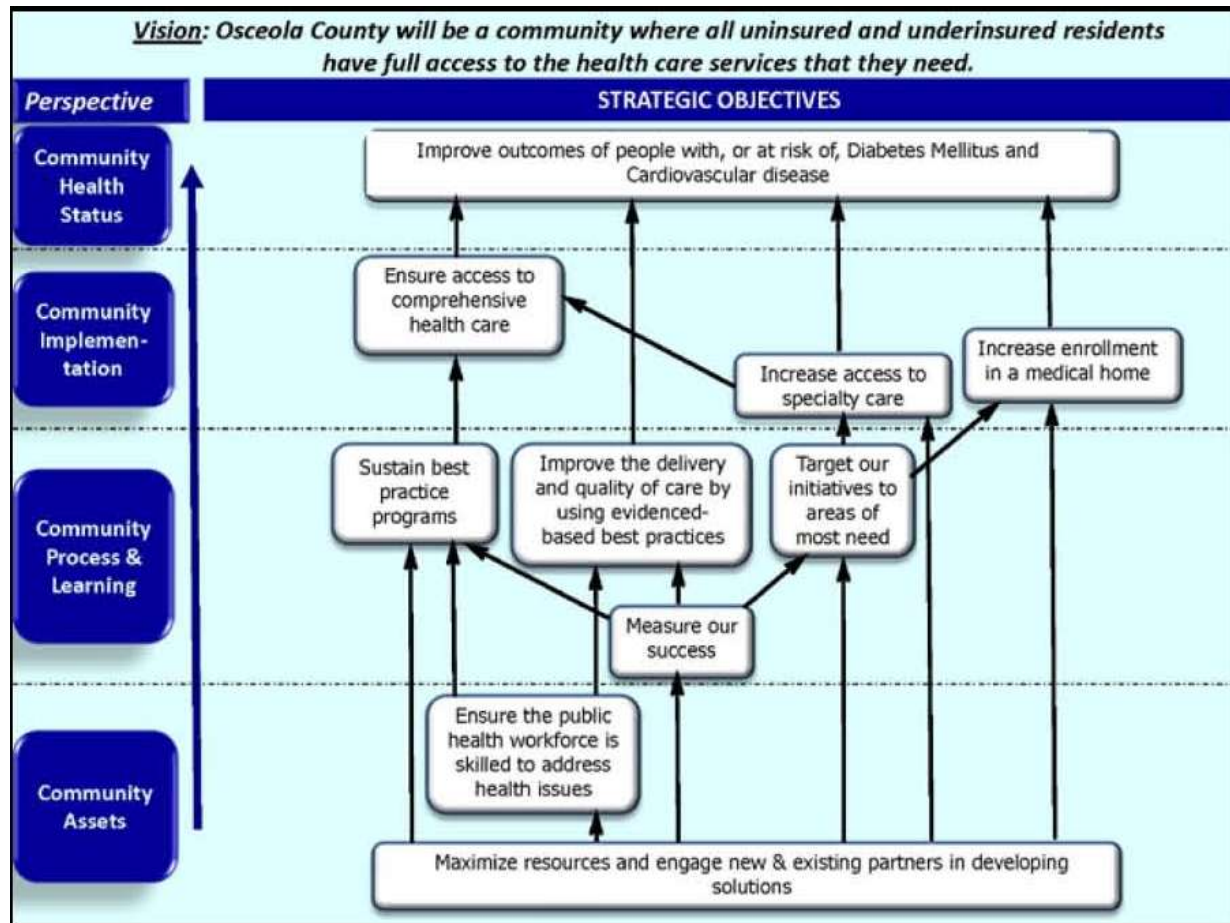 Vision: Osceola County will be a community where all uninsured and underinsured residents
have full access to the health care services that they need.
Perspective
STRATEGIC OBJECTIVES
Community
Health
Status
Improve outcomes of people with, or at risk of, Diabetes Mellitus and
Cardiovascular disease
Community
Implemen-
tation
Ensure access to
comprehensive
health care
Increase access to
specialty care
Increase enrollment
in a medical home
Community
Process &
Learning
Sustain best
practice
programs
Improve the delivery
and quality of care by
using evidenced-
based best practices
Target our
initiatives to
areas of
most need
Measure our
success
Community
Assets
Ensure the public
health workforce is
skilled to address
health issues
Maximize resources and engage new & existing partners in developing
solutions